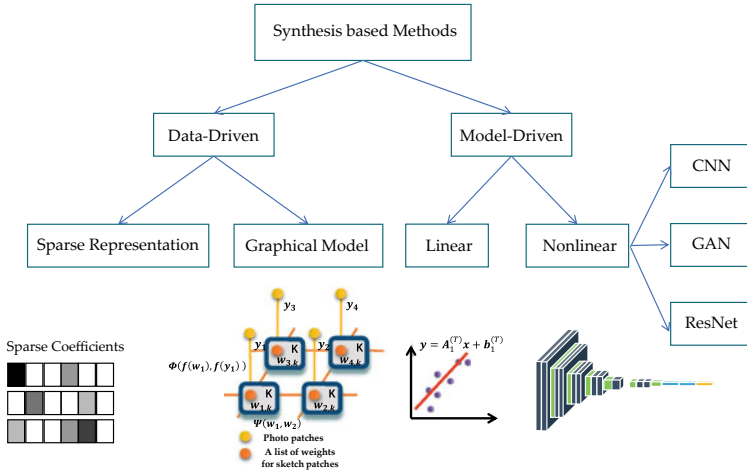 Synthesis based Methods
Data-Driven
Model-Driven
CNN
Sparse Representation
Graphical Model
Linear
Nonlinear
GAN
ResNet
Sparse Coefficients
y₃
y₄
y₁
y₂
K
K
w₃,ₖ
w₄,ₖ
Φ(f(w₁), f(y₁))
K
K
w₁,ₖ
w₂,ₖ
Ψ(w₁, w₂)
Photo patches
A list of weights
for sketch patches
y = A₁⁽ᵀ⁾x + b₁⁽ᵀ⁾